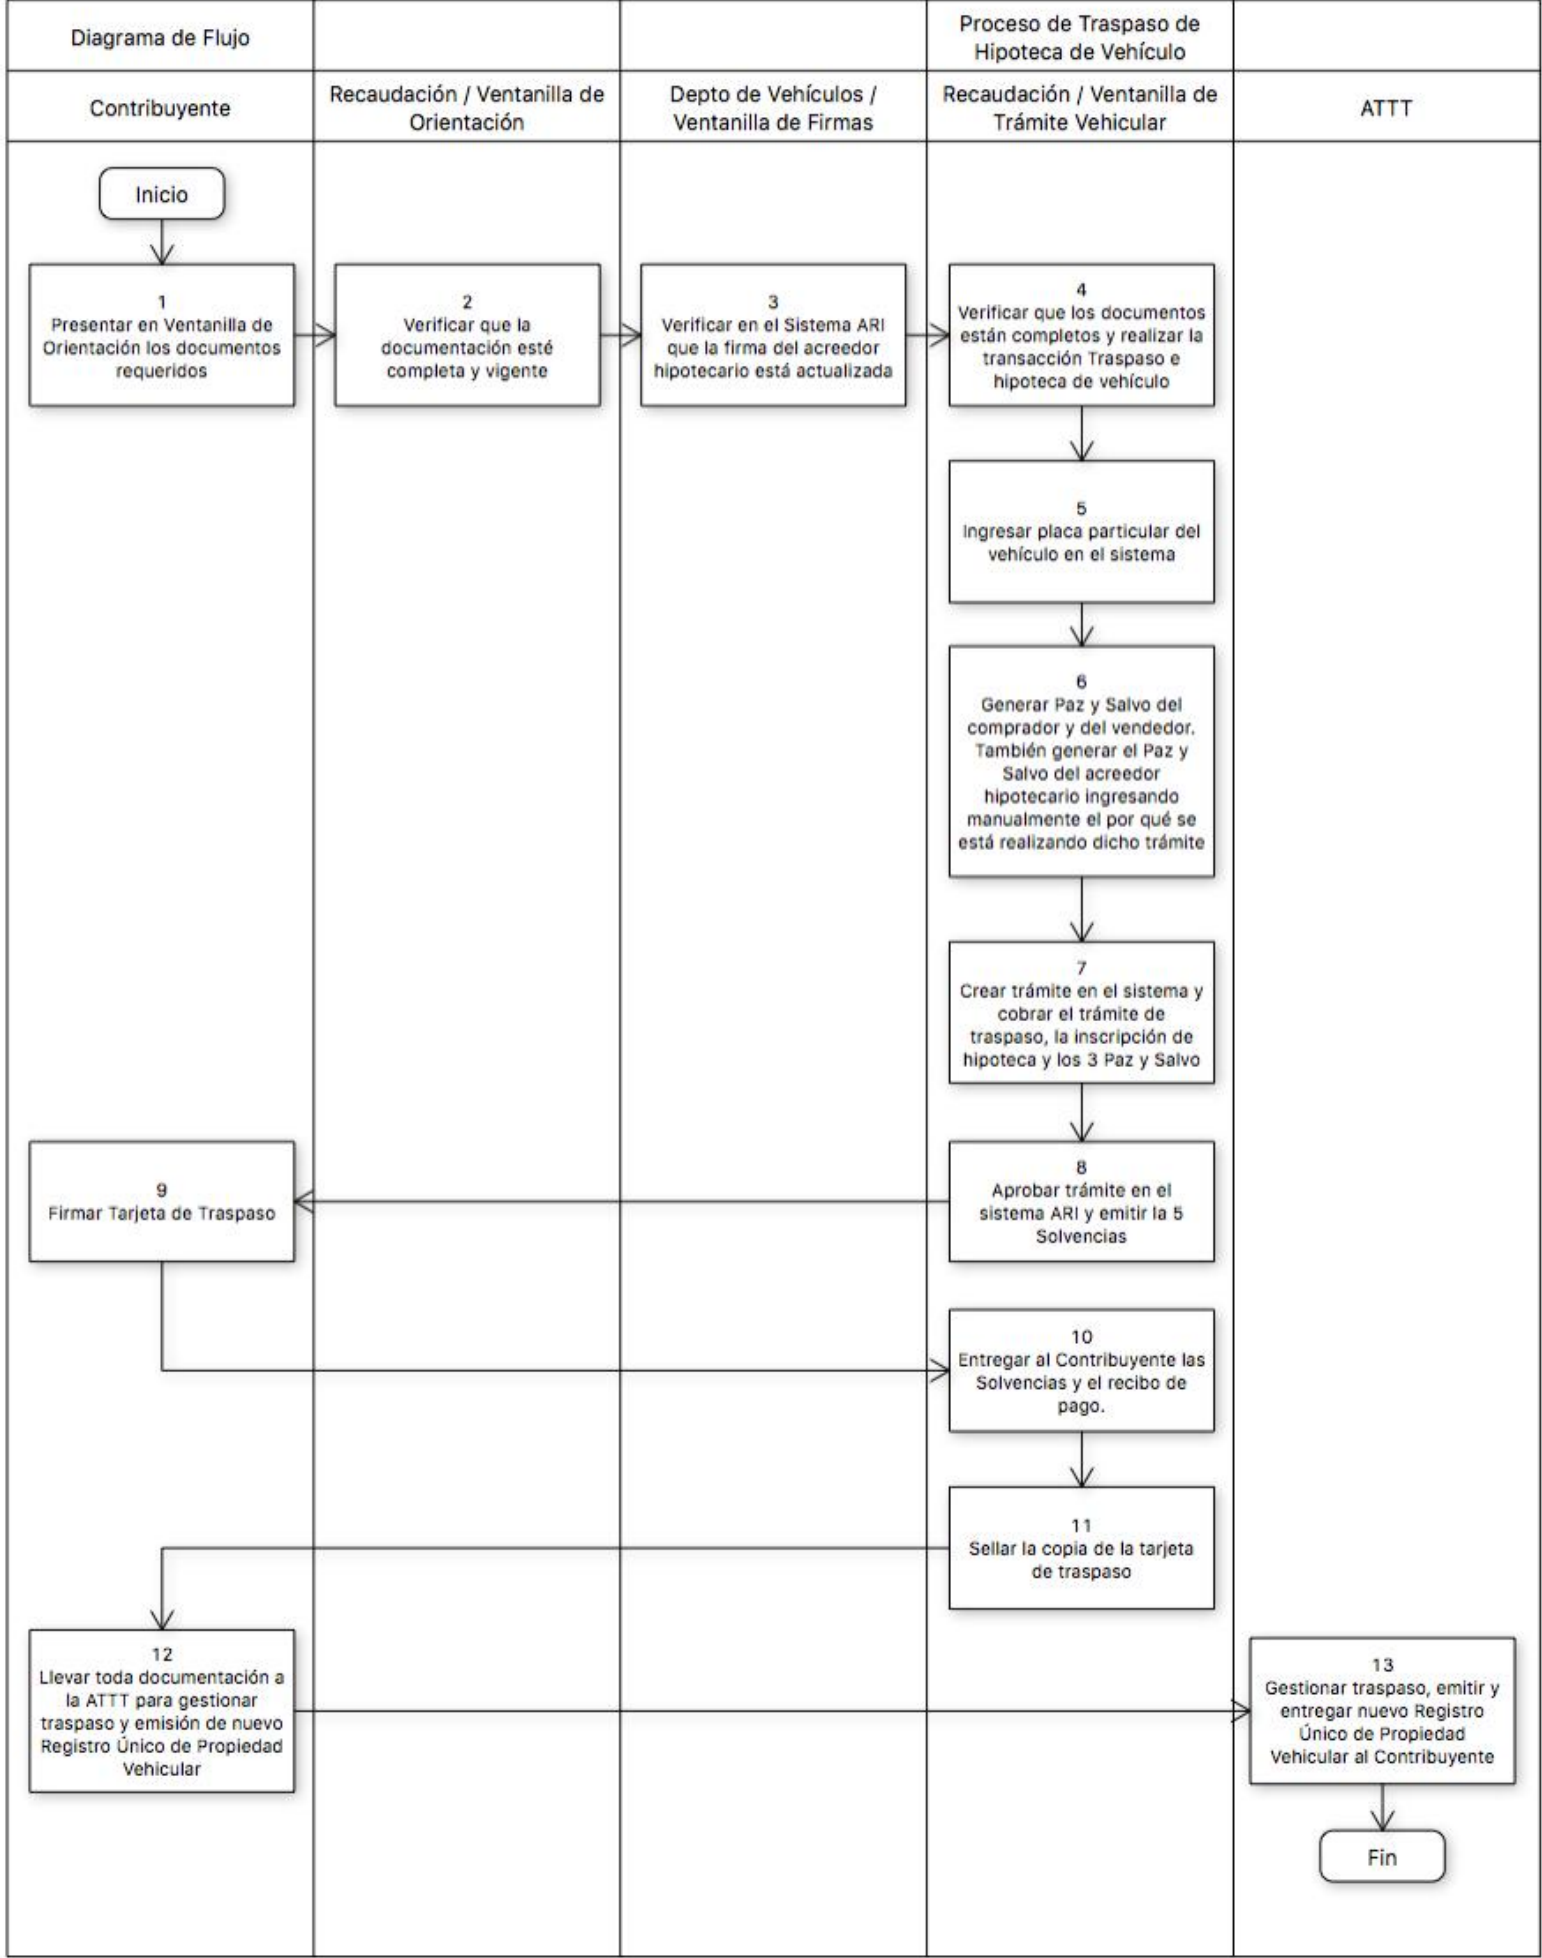 Diagrama de Flujo
Proceso de Traspaso de
Hipoteca de Vehículo
Contribuyente
Recaudación / Ventanilla de
Orientación
Depto de Vehículos /
Ventanilla de Firmas
Recaudación / Ventanilla de
Trámite Vehicular
ATTT
Inicio
1
Presentar en Ventanilla de
Orientación los documentos
requeridos
2
Verificar que la
documentación esté
completa y vigente
3
Verificar en el Sistema ARI
que la firma del acreedor
hipotecario está actualizada
4
Verificar que los documentos
están completos y realizar la
transacción Traspaso e
hipoteca de vehículo
5
Ingresar placa particular del
vehículo en el sistema
6
Generar Paz y Salvo del
comprador y del vendedor.
También generar el Paz y
Salvo del acreedor
hipotecario ingresando
manualmente el por qué se
está realizando dicho trámite
7
Crear trámite en el sistema y
cobrar el trámite de
traspaso, la inscripción de
hipoteca y los 3 Paz y Salvo
8
Aprobar trámite en el
sistema ARI y emitir la 5
Solvencias
9
Firmar Tarjeta de Traspaso
10
Entregar al Contribuyente las
Solvencias y el recibo de
pago.
11
Sellar la copia de la tarjeta
de traspaso
12
Llevar toda documentación a
la ATTT para gestionar
traspaso y emisión de nuevo
Registro Único de Propiedad
Vehicular
13
Gestionar traspaso, emitir y
entregar nuevo Registro
Único de Propiedad
Vehicular al Contribuyente
Fin